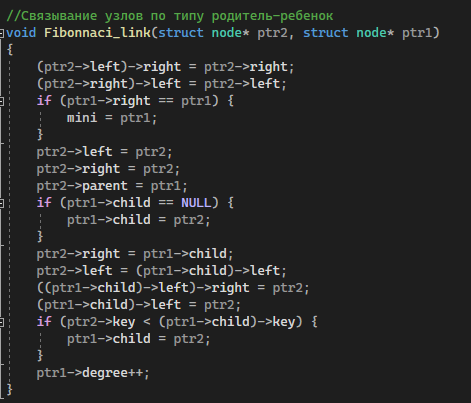 //Связывание узлов по типу родитель-ребенок
void Fibonnaci_link(struct node* ptr2, struct node* ptr1)
{
    (ptr2->left)->right = ptr2->right;
    (ptr2->right)->left = ptr2->left;
    if (ptr1->right == ptr1) {
        mini = ptr1;
    }
    ptr2->left = ptr2;
    ptr2->right = ptr2;
    ptr2->parent = ptr1;
    if (ptr1->child == NULL) {
        ptr1->child = ptr2;
    }
    ptr2->right = ptr1->child;
    ptr2->left = (ptr1->child)->left;
    ((ptr1->child)->left)->right = ptr2;
    (ptr1->child)->left = ptr2;
    if (ptr2->key < (ptr1->child)->key) {
        ptr1->child = ptr2;
    }
    ptr1->degree++;
}